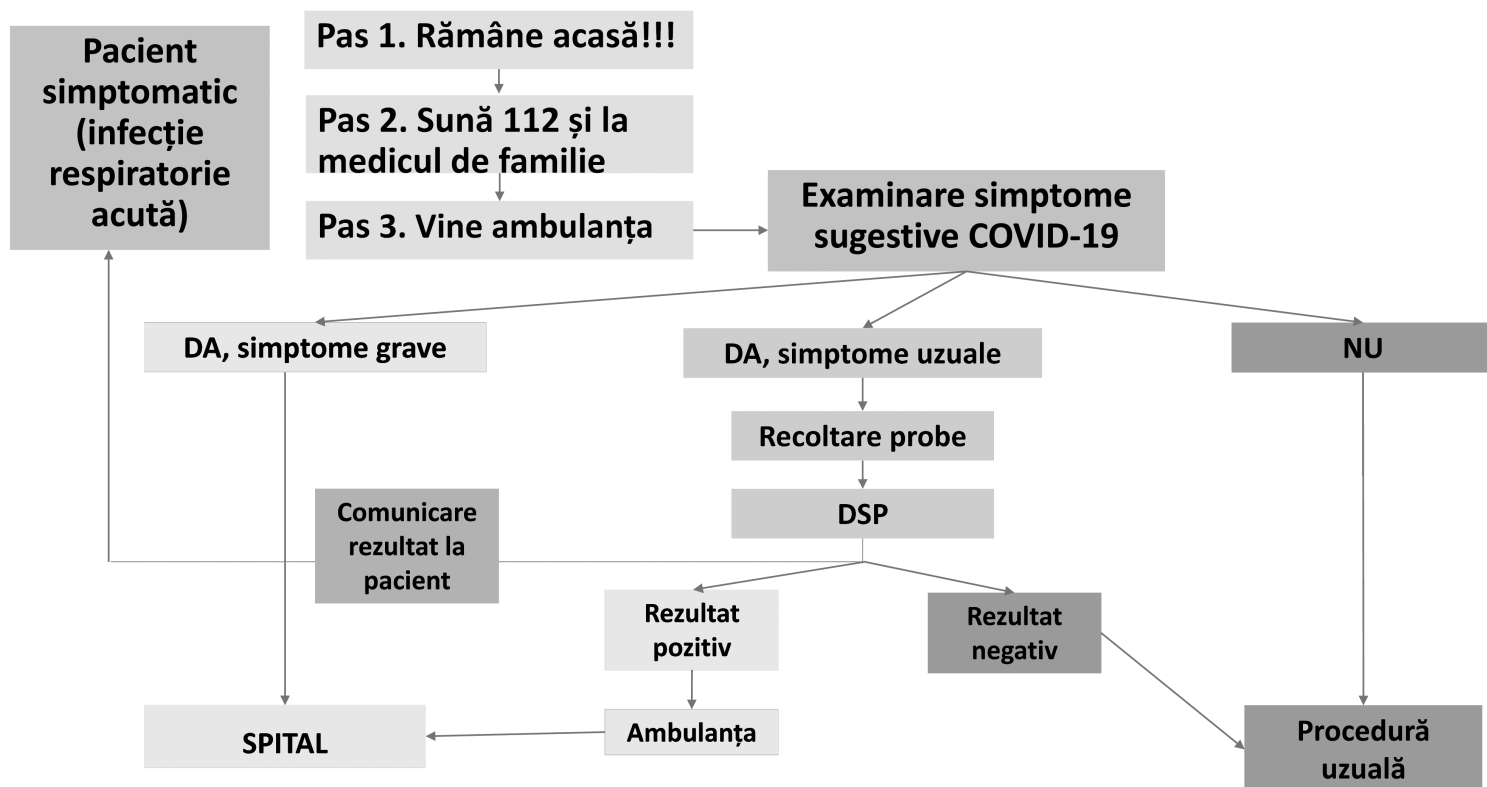 Pacient
simptomatic
(infecție
respiratorie
acută)
Pas 1. Rămâne acasă!!!
Pas 2. Sună 112 și la
medicul de familie
Pas 3. Vine ambulanța
Examinare simptome
sugestive COVID-19
DA, simptome grave
DA, simptome uzuale
NU
Recoltare probe
DSP
Comunicare
rezultat la
pacient
Rezultat
pozitiv
Rezultat
negativ
Ambulanța
SPITAL
Procedură
uzuală